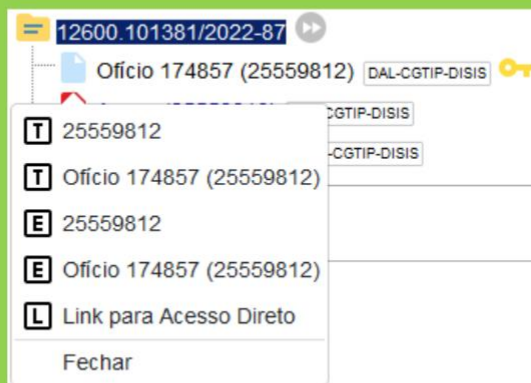 12600.101381/2022-87
Ofício 174857 (25559812) DAL-CGTIP-DISIS
CGTIP-DISIS
T 25559812
-CGTIP-DISIS
T Ofício 174857 (25559812)
E 25559812
E Ofício 174857 (25559812)
L Link para Acesso Direto
Fechar